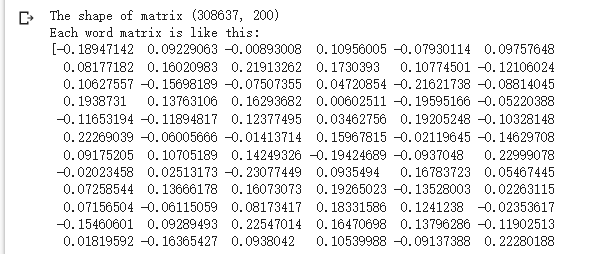 The shape of matrix (308637, 200)
Each word matrix is like this:
[-0.18947142 0.09229063 -0.00893008 0.10956005 -0.07930114 0.09757648
0.08177182 0.16020983 0.21913262 0.1730393 0.10774501 -0.12106024
0.10627557 -0.15698189 -0.07507355 0.04720854 -0.21621738 -0.08814045
0.1938731 0.13763106 0.16293682 0.00602511 -0.19595166 -0.05220388
-0.11653194 -0.11894817 0.12377495 0.03462756 0.19205248 -0.10328148
0.22269039 -0.06005666 -0.01413714 0.15967815 -0.02119645 -0.14629708
0.09175205 0.10705189 0.14249326 -0.19424689 -0.0937048 0.22999078
-0.02023458 0.02513173 -0.23077449 0.0935494 0.16783723 0.05467445
0.07258544 0.13666178 0.16073073 0.19265023 -0.13528003 0.02263115
0.07156504 -0.06115059 0.08173417 0.18331586 0.1241238 -0.02353617
-0.15460601 0.09289493 0.22547014 0.16470698 0.13796286 -0.11902513
0.01819592 -0.16365427 0.0938042 0.10539988 -0.09137388 0.22280188